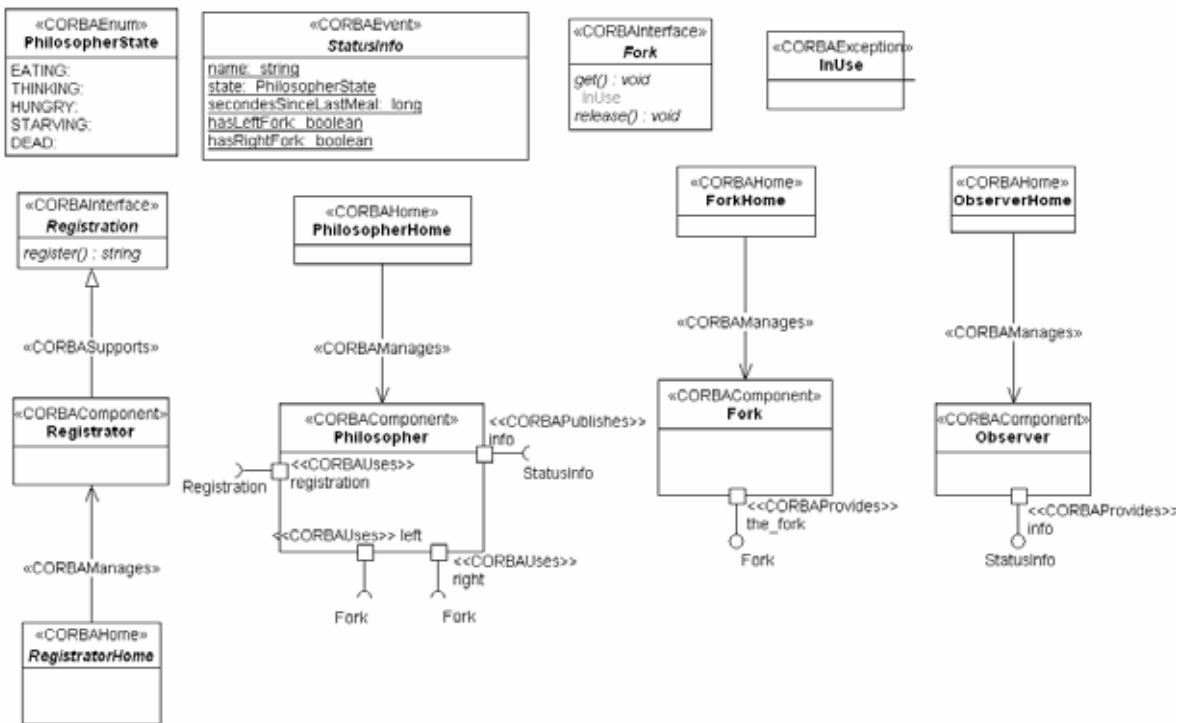 «CORBAEnum»
PhilosopherState
EATING:
THINKING:
HUNGRY:
STARVING:
DEAD:
«CORBAEvent»
StatusInfo
name: string
state: PhilosopherState
secondesSinceLastMeal: long
hasLeftFork: boolean
hasRightFork: boolean
«CORBAInterface»
Fork
get() : void
InUse
release() : void
«CORBAException»
InUse
«CORBAInterface»
Registration
register() : string
«CORBAHome»
PhilosopherHome
«CORBAHome»
ForkHome
«CORBAHome»
ObserverHome
«CORBASupports»
«CORBAManages»
«CORBAManages»
«CORBAManages»
«CORBAComponent»
Registrator
«CORBAComponent»
Philosopher
<<CORBAPublishes>>
info
StatusInfo
<<CORBAUses>>
registration
Registration
<<CORBAUses>> left
<<CORBAUses>>
right
Fork
Fork
«CORBAComponent»
Fork
<<CORBAProvides>>
the_fork
Fork
«CORBAComponent»
Observer
<<CORBAProvides>>
info
StatusInfo
«CORBAManages»
«CORBAHome»
RegistratorHome